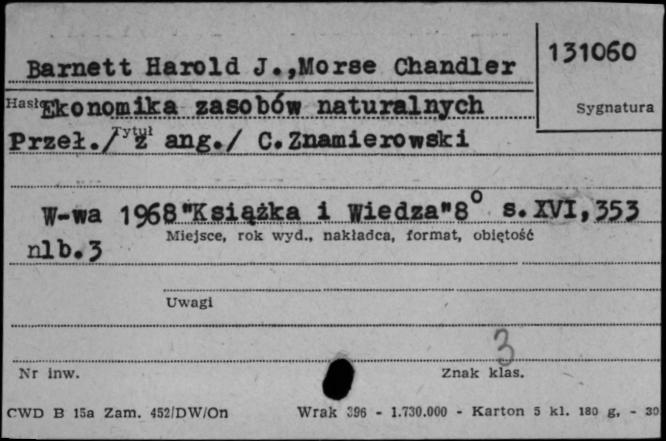 Barnett Harold J.,Morse Chandler
131060
Hasło Ekonomika zasobów naturalnych
Sygnatura
Tytuł
Przeł./z ang./ C.Znamierowski
W-wa 1968"Książka i Wiedza"8° s.XVI,353
Miejsce, rok wyd., nakładca, format, objętość
nlb.3
Uwagi
3
Nr inw.
Znak klas.
CWD B 15a Zam. 452/DW/On
Wrak 396 - 1.730.000 - Karton 5 kl. 180 g, - 30